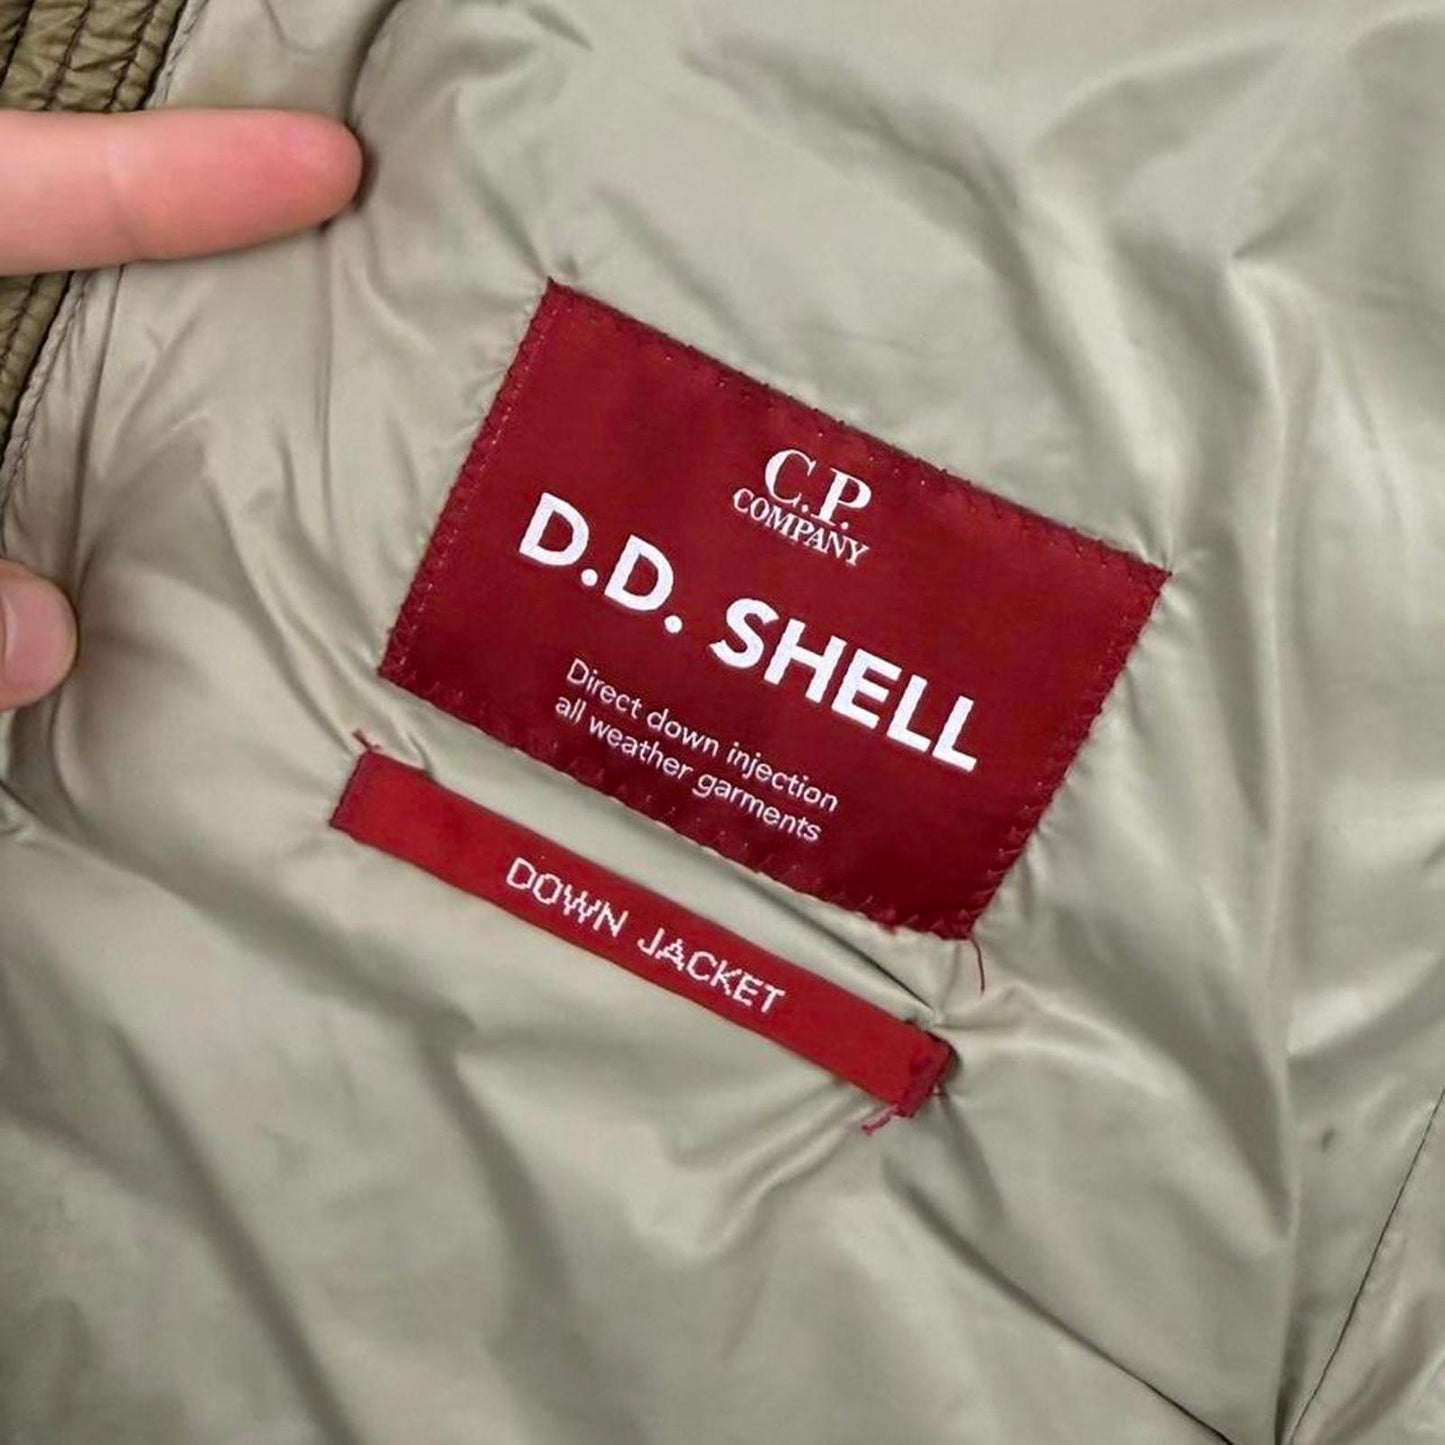 C.P.
COMPANY
D.D. SHELL
Direct down injection
all weather garments
DOWN JACKET